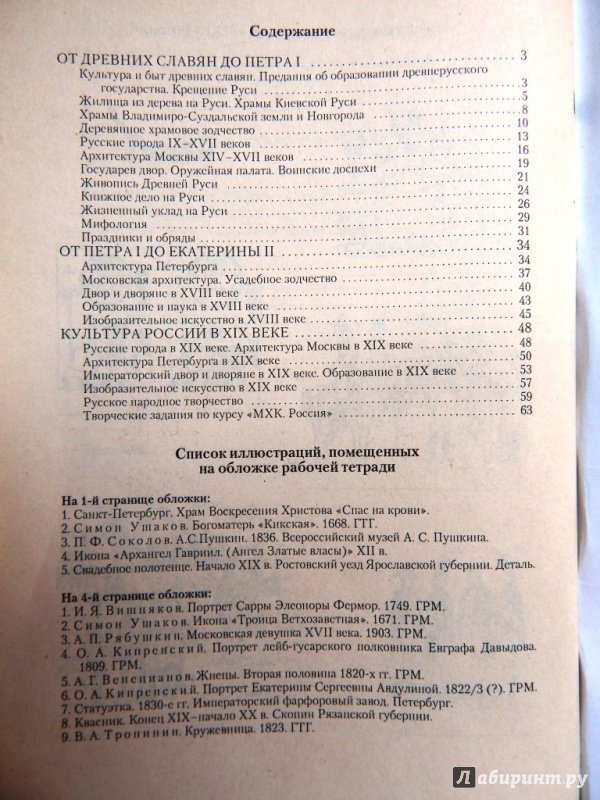 Содержание
ОТ ДРЕВНИХ СЛАВЯН ДО ПЕТРА I 3
Культура и быт древних славян. Предания об образовании древнерусского
государства. Крещение Руси 3
Жилища из дерева на Руси. Храмы Киевской Руси 5
Храмы Владимиро-Суздальской земли и Новгорода 8
Деревянное храмовое зодчество 10
Русские города IX–XVII веков 13
Архитектура Москвы XIV–XVII веков 16
Государев двор. Оружейная палата. Воинские доспехи 19
Живопись Древней Руси 21
Книжное дело на Руси 24
Жизненный уклад на Руси 26
Мифология 29
Праздники и обряды 31
ОТ ПЕТРА I ДО ЕКАТЕРИНЫ II 34
Архитектура Петербурга 34
Московская архитектура. Усадебное зодчество 37
Двор и дворяне в XVIII веке 40
Образование и наука в XVIII веке 43
Изобразительное искусство в XVIII веке 45
КУЛЬТУРА РОССИИ В XIX ВЕКЕ 48
Русские города в XIX веке. Архитектура Москвы в XIX веке 48
Архитектура Петербурга в XIX веке 50
Императорский двор и дворяне в XIX веке. Образование в XIX веке 53
Изобразительное искусство в XIX веке 57
Русское народное творчество 59
Творческие задания по курсу «МХК. Россия» 63
Список иллюстраций, помещенных
на обложке рабочей тетради
На 1-й странице обложки:
1. Санкт-Петербург. Храм Воскресения Христова «Спас на крови».
2. Симон Ушаков. Богоматерь «Кикская». 1668. ГТГ.
3. П. Ф. Соколов. А.С.Пушкин. 1836. Всероссийский музей А. С. Пушкина.
4. Икона «Архангел Гавриил. (Ангел Златые власы)» XII в.
5. Свадебное полотенце. Начало XIX в. Ростовский уезд Ярославской губернии. Деталь.
На 4-й странице обложки:
1. И. Я. Вишняков. Портрет Сарры Элеоноры Фермор. 1749. ГРМ.
2. Симон Ушаков. Икона «Троица Ветхозаветная». 1671. ГРМ.
3. А. П. Рябушкин. Московская девушка XVII века. 1903. ГРМ.
4. О. А. Кипренский. Портрет лейб-гусарского полковника Евграфа Давыдова.
1809. ГРМ.
5. А. Г. Венецианов. Жнецы. Вторая половина 1820-х гг. ГРМ.
6. О. А. Кипренский. Портрет Екатерины Сергеевны Авдулиной. 1822/3 (?). ГРМ.
7. Статуэтка. 1830-е гг. Императорский фарфоровый завод. Петербург.
8. Квасник. Конец XIX–начало XX в. Скопин Рязанской губернии.
9. В. А. Тропинин. Кружевница. 1823. ГТГ.
лабиринт.ру